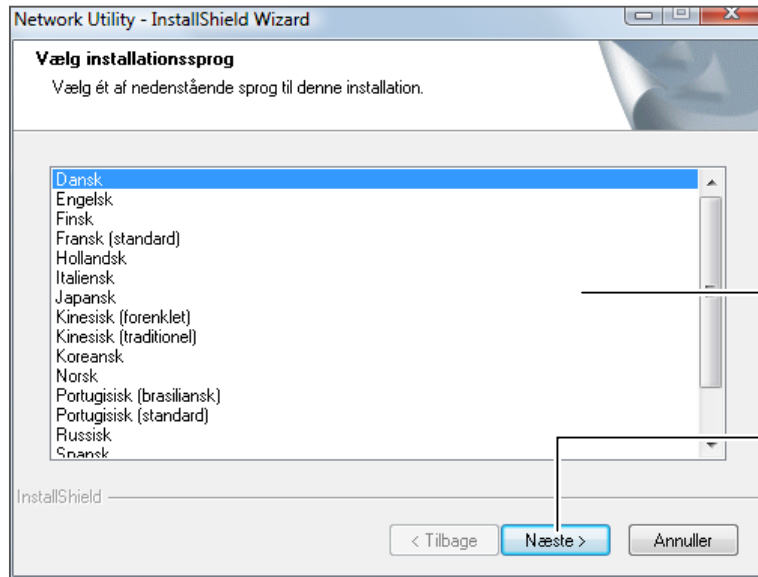 Network Utility - InstallShield Wizard
Vælg installationssprog
Vælg ét af nedenstående sprog til denne installation.
Dansk
Engelsk
Finsk
Fransk (standard)
Hollandsk
Italiensk
Japansk
Kinesisk (forenklet)
Kinesisk (traditionel)
Koreansk
Norsk
Portugisisk (brasiliansk)
Portugisisk (standard)
Russisk
Spansk
InstallShield
< Tilbage Næste > Annuller